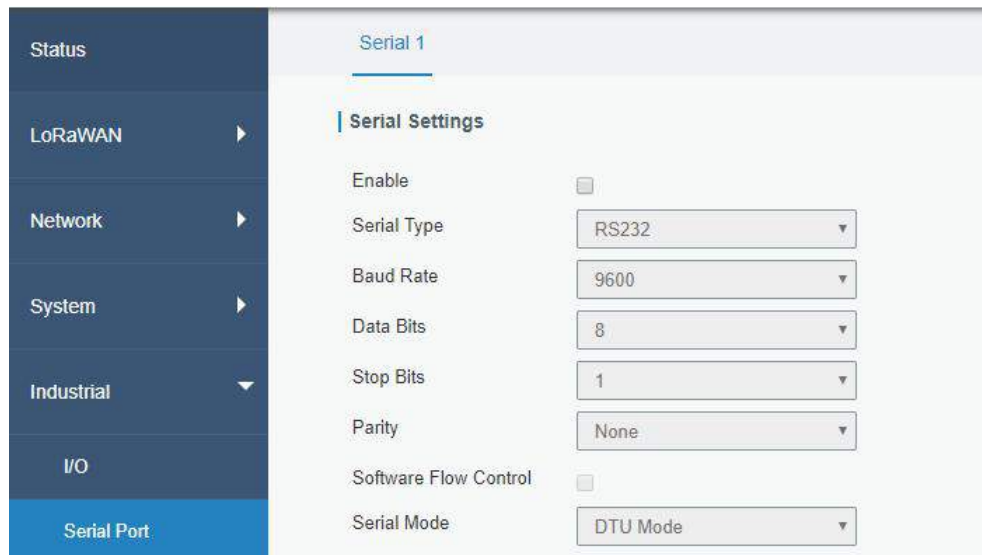 Status
LoRaWAN
Network
System
Industrial
I/O
Serial Port
Serial 1
Serial Settings
Enable
Serial Type RS232
Baud Rate 9600
Data Bits 8
Stop Bits 1
Parity None
Software Flow Control
Serial Mode DTU Mode